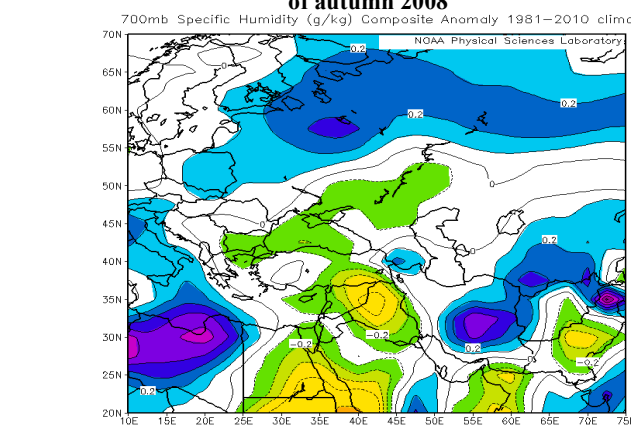 of autumn 2008
700mb Specific Humidity (g/kg) Composite Anomaly 1981−2010 climo
NOAA Physical Sciences Laboratory
70N
65N
60N
55N
50N
45N
40N
35N
30N
25N
20N
0.2
0
0.2
0.2
0
0
0.2
0
−0.2
−0.2
0.2
0
−0.2
0.2
10E 15E 20E 25E 30E 35E 40E 45E 50E 55E 60E 65E 70E 75E